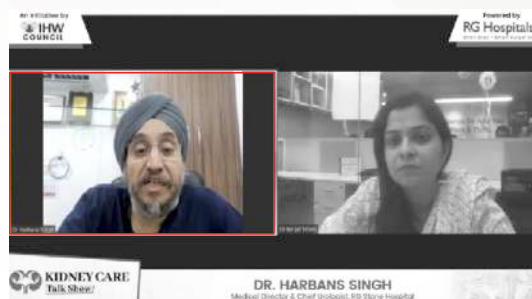 An Initiative by
IHW
COUNCIL
Powered by
RG Hospitals
KIDNEY CARE
Talk Show!
DR. HARBANS SINGH
Medical Director & Chief Urologist, RG Stone Hospital